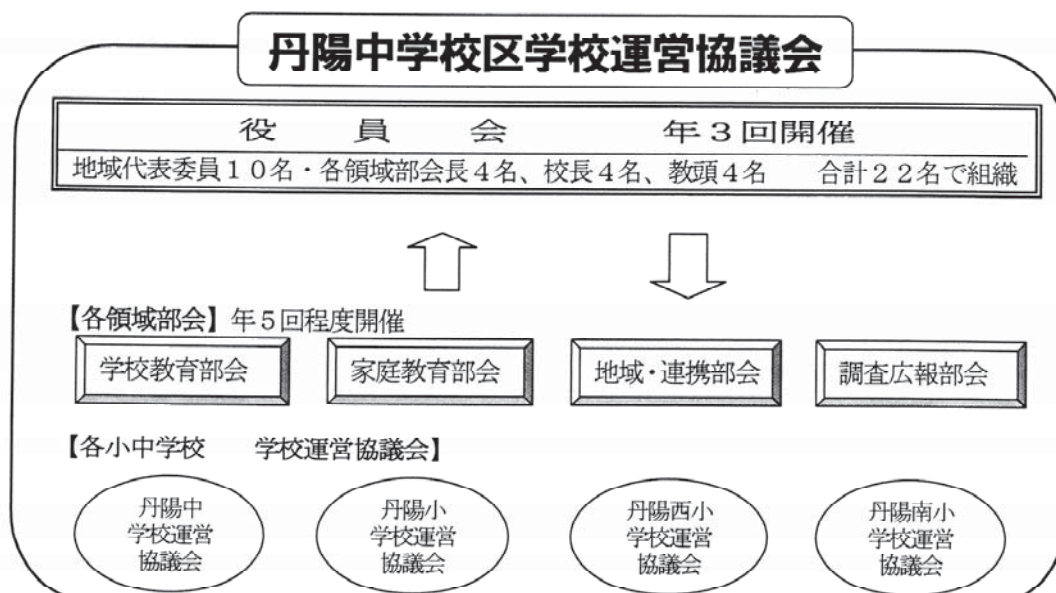 丹陽中学校区学校運営協議会
役員会 年３回開催
地域代表委員１０名・各領域部会長４名、校長４名、教頭４名 合計２２名で組織
【各領域部会】年５回程度開催
学校教育部会 家庭教育部会 地域・連携部会 調査広報部会
【各小中学校 学校運営協議会】
丹陽中
学校運営
協議会
丹陽小
学校運営
協議会
丹陽西小
学校運営
協議会
丹陽南小
学校運営
協議会